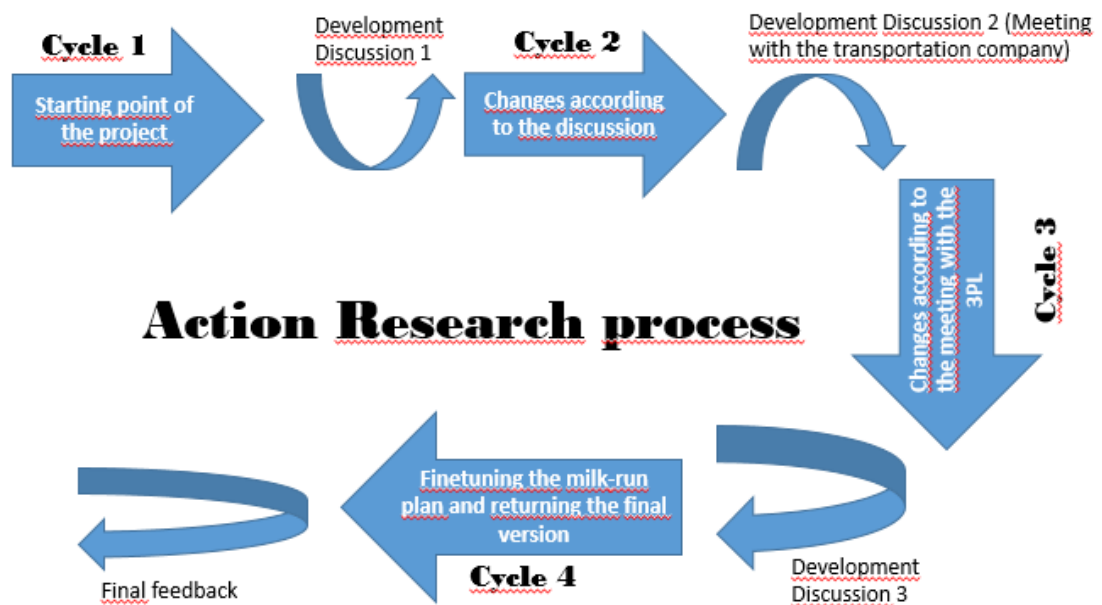 Cycle 1
Starting point of
the project
Development
Discussion 1
Cycle 2
Changes according
to the discussion
Development Discussion 2 (Meeting
with the transportation company)
Changes according to
the meeting with the
3PL
Cycle 3
Action Research process
Development
Discussion 3
Finetuning the milk-run
plan and returning the final
version
Cycle 4
Final feedback